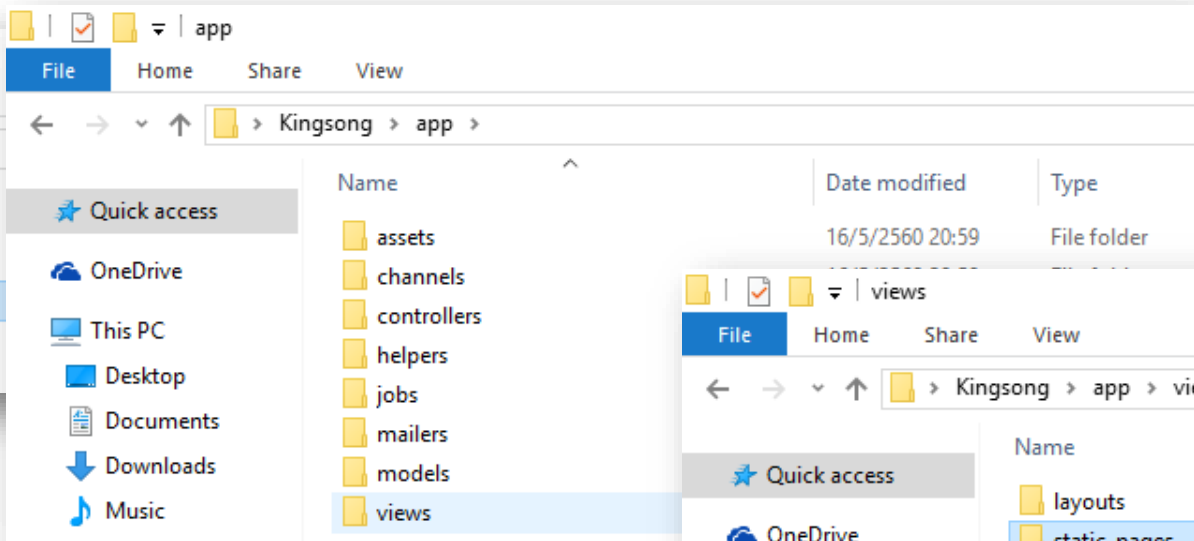 app
File Home Share View
Kingsong app
Name Date modified Type
Quick access
OneDrive
This PC
Desktop
Documents
Downloads
Music
assets 16/5/2560 20:59 File folder
channels
controllers
helpers
jobs
mailers
models
views
views
File Home Share View
Kingsong app
Name
Quick access
OneDrive
layouts
static_pages